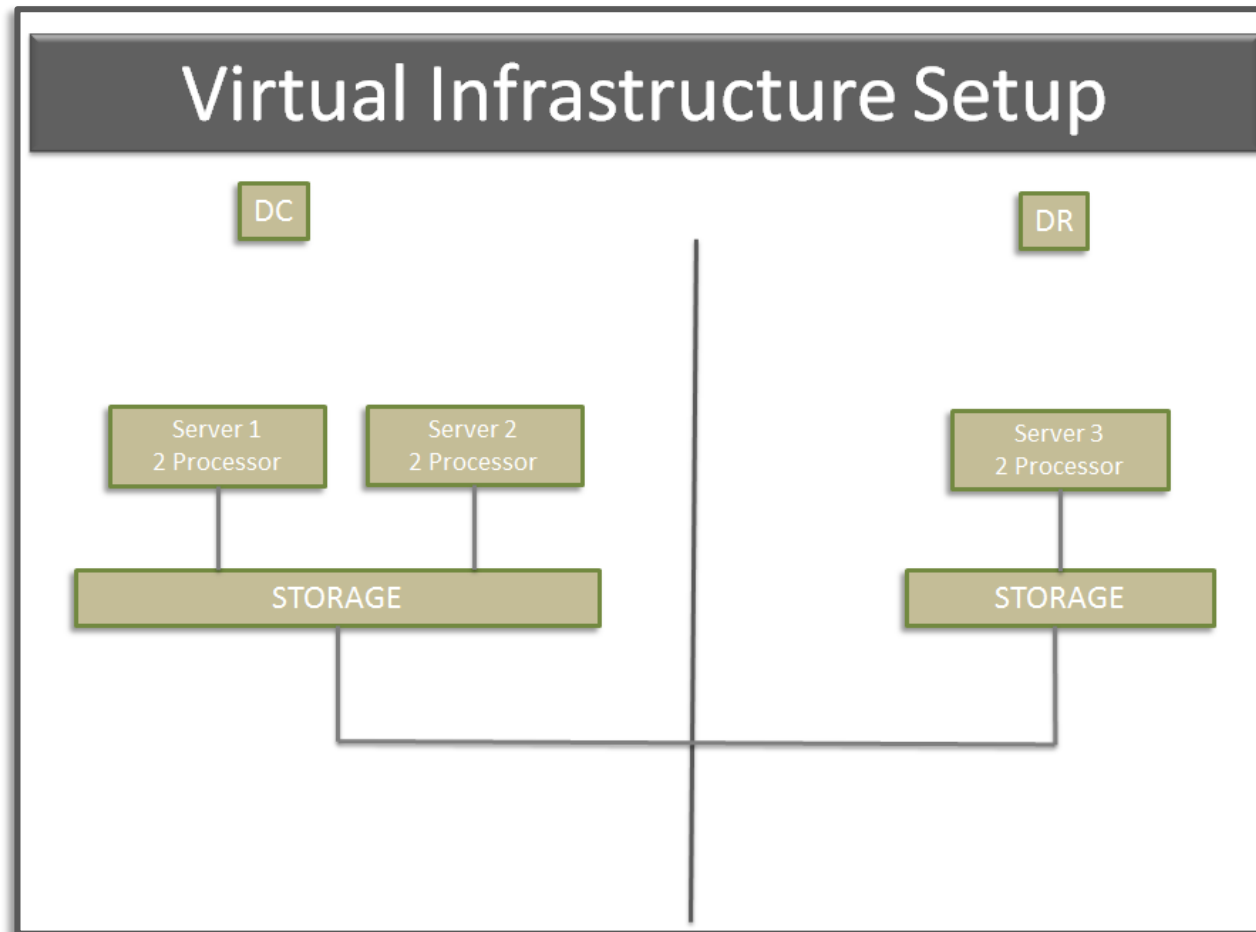 Virtual Infrastructure Setup
DC
DR
Server 1
2 Processor
Server 2
2 Processor
Server 3
2 Processor
STORAGE
STORAGE